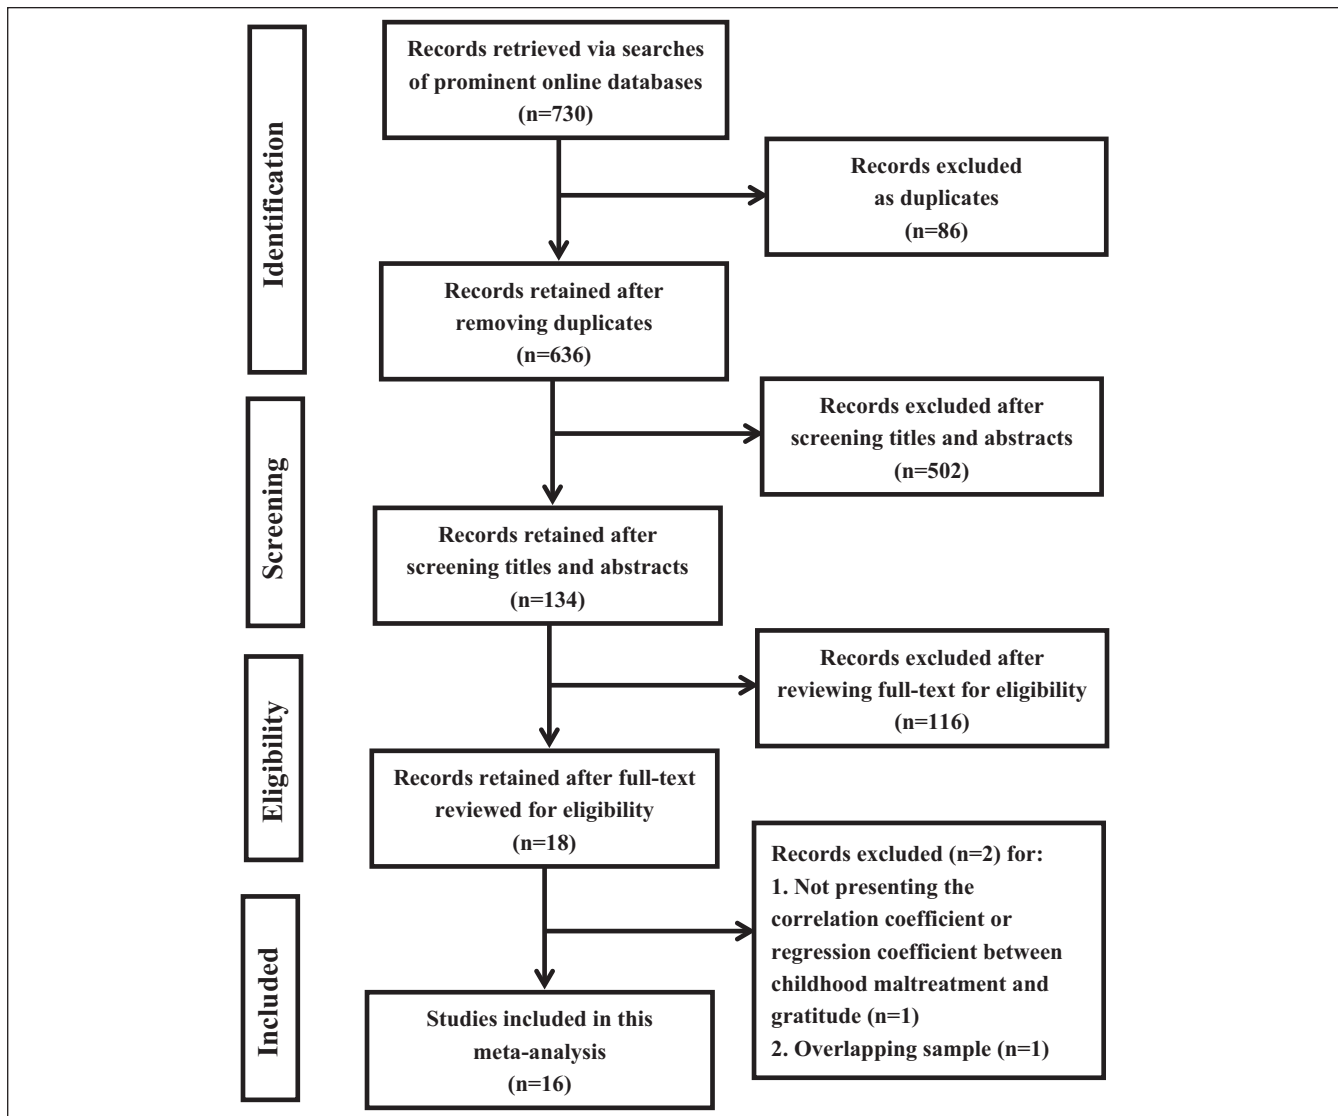 Identification
Records retrieved via searches
of prominent online databases
(n=730)
Records excluded
as duplicates
(n=86)
Records retained after
removing duplicates
(n=636)
Screening
Records excluded after
screening titles and abstracts
(n=502)
Records retained after
screening titles and abstracts
(n=134)
Eligibility
Records excluded after
reviewing full-text for eligibility
(n=116)
Records retained after full-text
reviewed for eligibility
(n=18)
Included
Records excluded (n=2) for:
1. Not presenting the
correlation coefficient or
regression coefficient between
childhood maltreatment and
gratitude (n=1)
2. Overlapping sample (n=1)
Studies included in this
meta-analysis
(n=16)